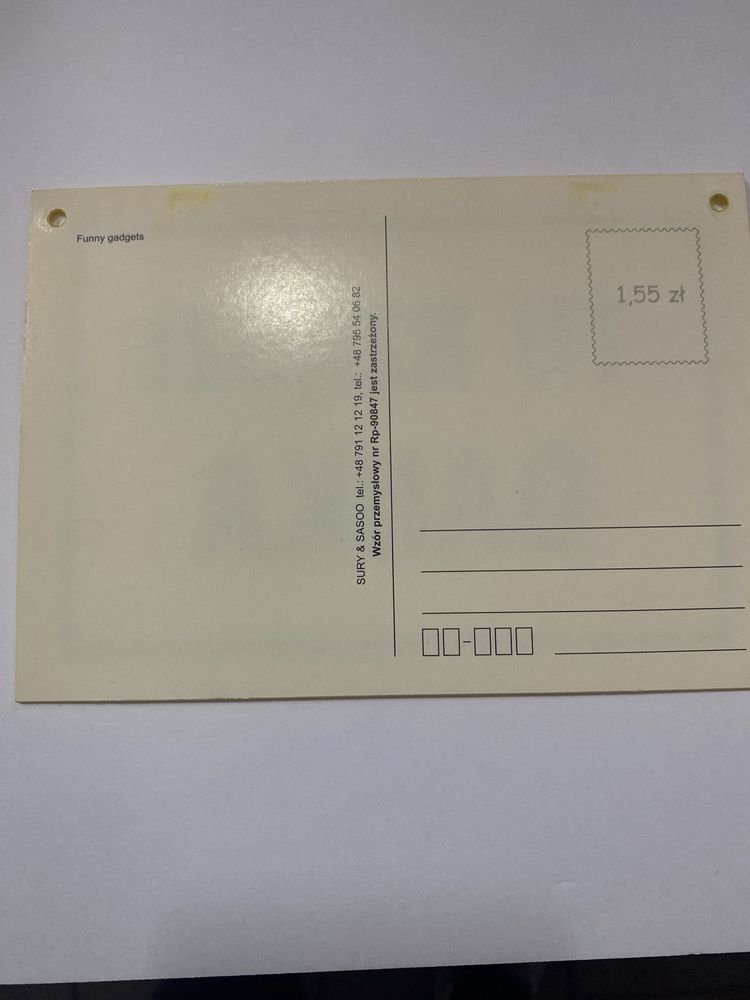 Funny gadgets
SURY & SASOO tel.: +48 791 12 12 19, tel.: +48 795 54 06 82
Wzór przemysłowy nr Rp-90847 jest zastrzeżony.
1,55 zł